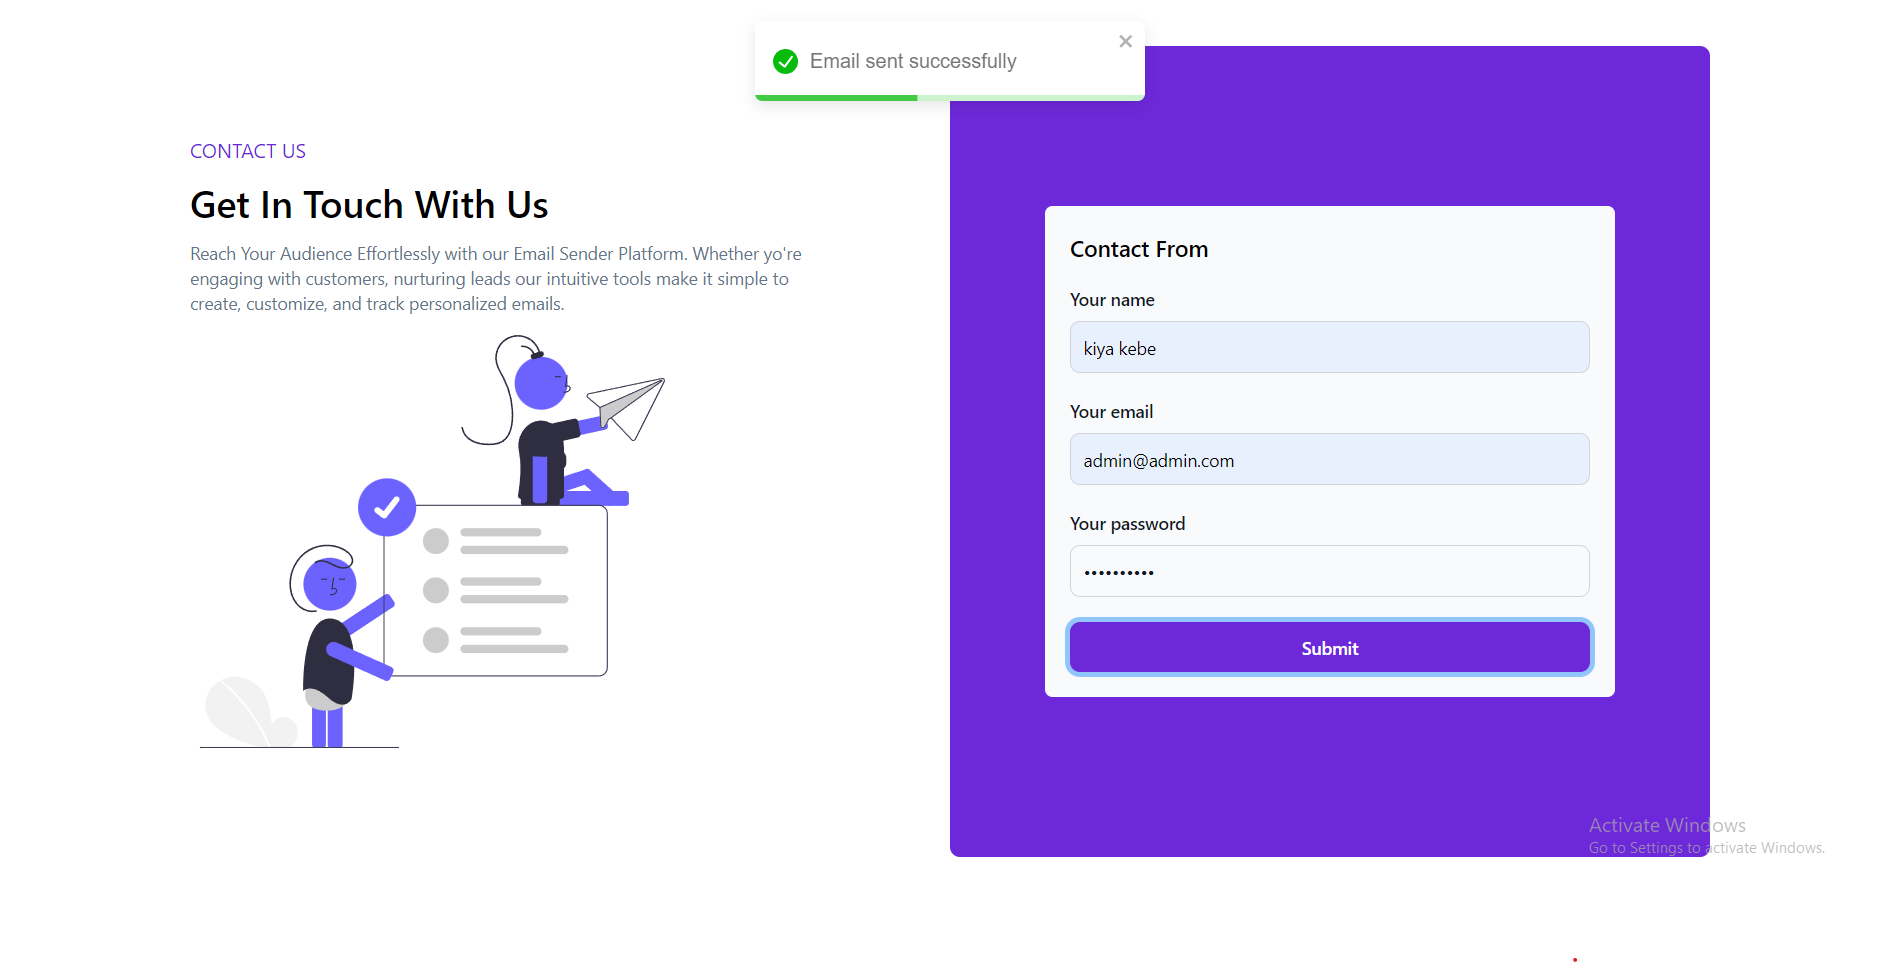 Email sent successfully
CONTACT US
Get In Touch With Us
Reach Your Audience Effortlessly with our Email Sender Platform. Whether yo're
engaging with customers, nurturing leads our intuitive tools make it simple to
create, customize, and track personalized emails.
Contact From
Your name
kiya kebe
Your email
admin@admin.com
Your password
••••••••••
Submit
Activate Windows
Go to Settings to activate Windows.